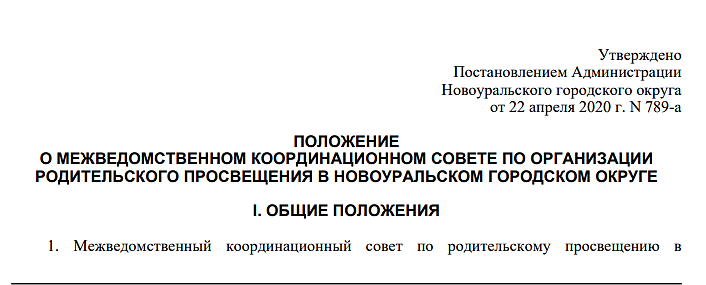 Утверждено
Постановлением Администрации
Новоуральского городского округа
от 22 апреля 2020 г. N 789-а
ПОЛОЖЕНИЕ
О МЕЖВЕДОМСТВЕННОМ КООРДИНАЦИОННОМ СОВЕТЕ ПО ОРГАНИЗАЦИИ
РОДИТЕЛЬСКОГО ПРОСВЕЩЕНИЯ В НОВОУРАЛЬСКОМ ГОРОДСКОМ ОКРУГЕ
I. ОБЩИЕ ПОЛОЖЕНИЯ
1. Межведомственный координационный совет по родительскому просвещению в